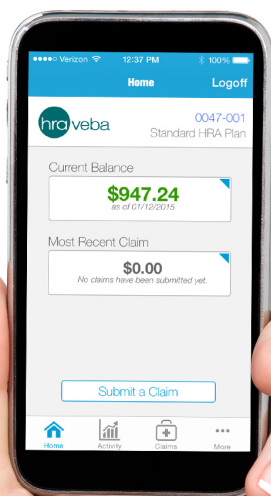 Verizon 12:37 PM 100%
Home Logoff
hra veba
0047-001
Standard HRA Plan
Current Balance
$947.24
as of 01/12/2015
Most Recent Claim
$0.00
No claims have been submitted yet.
Submit a Claim
Home Activity Claims More